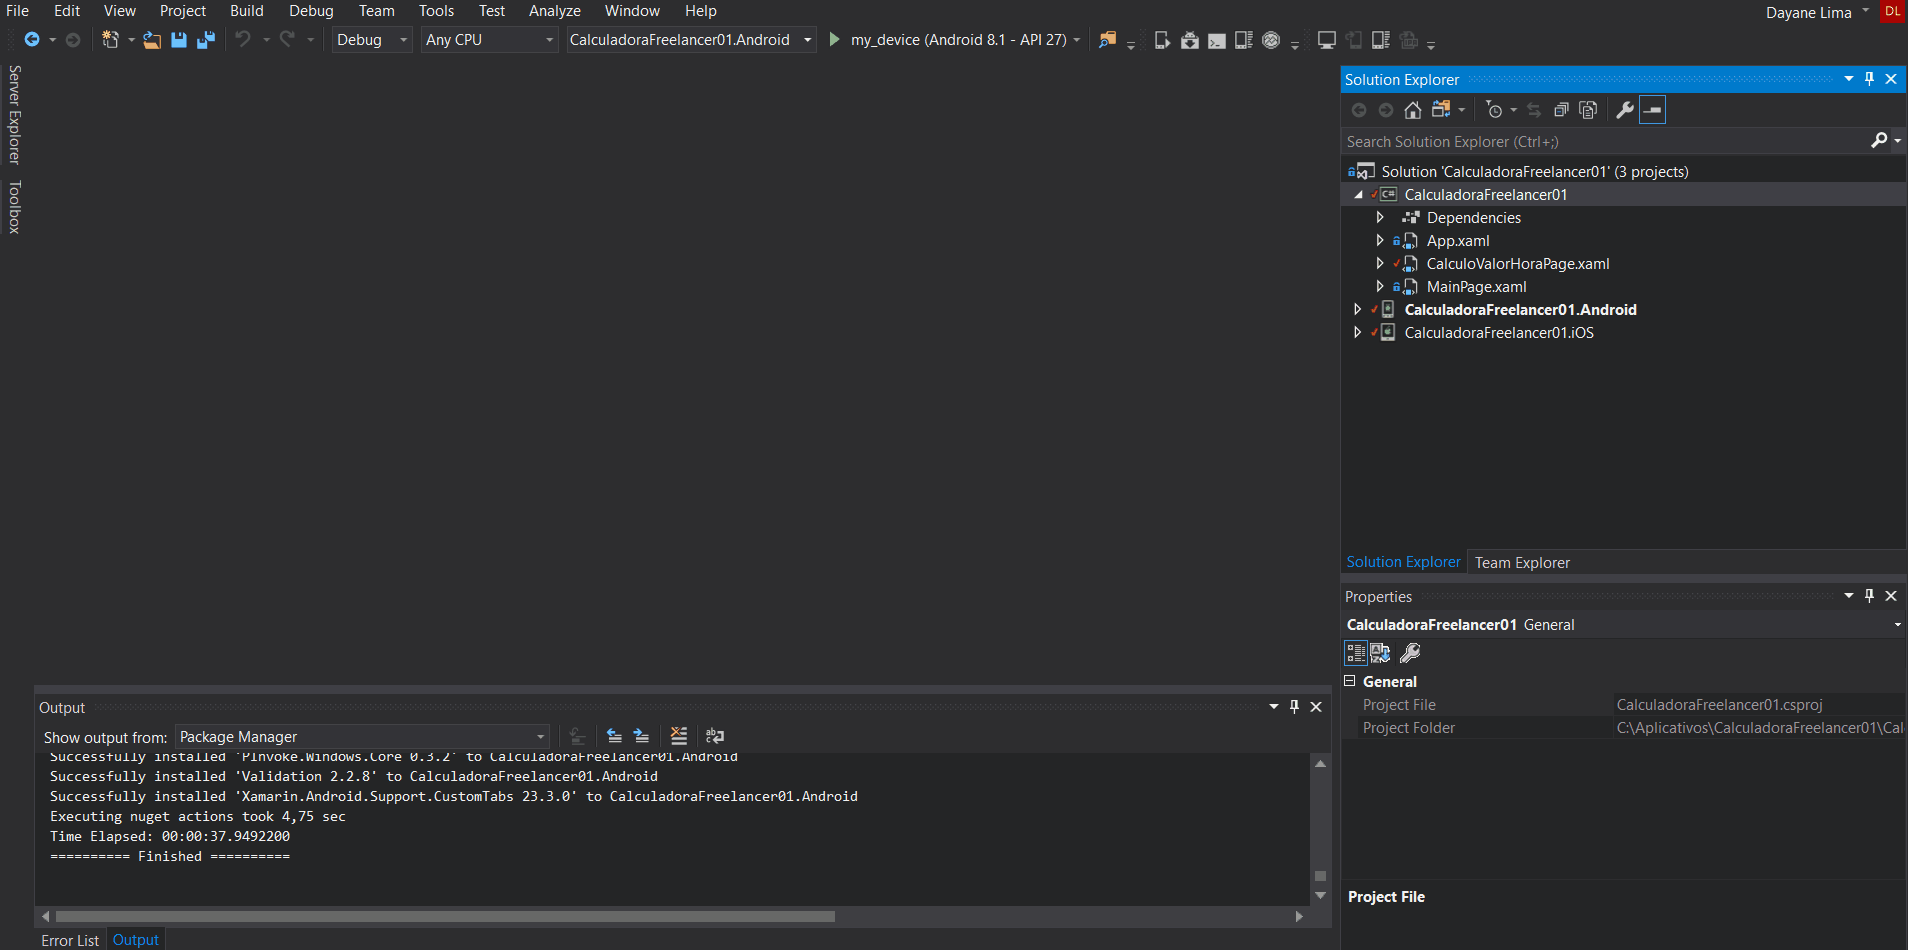 File Edit View Project Build Debug Team Tools Test Analyze Window Help
Dayane Lima DL
Debug Any CPU CalculadoraFreelancer01.Android my_device (Android 8.1 - API 27)
Server Explorer
Toolbox
Solution Explorer
Search Solution Explorer (Ctrl+;)
Solution 'CalculadoraFreelancer01' (3 projects)
C# CalculadoraFreelancer01
Dependencies
App.xaml
CalculoValorHoraPage.xaml
MainPage.xaml
CalculadoraFreelancer01.Android
CalculadoraFreelancer01.iOS
Solution Explorer Team Explorer
Properties
CalculadoraFreelancer01 General
General
Project File CalculadoraFreelancer01.csproj
Project Folder C:\Aplicativos\CalculadoraFreelancer01\Cal
Project File
Output
Show output from: Package Manager
Successfully installed 'PInvoke.Windows.Core 0.3.2' to CalculadoraFreelancer01.Android
Successfully installed 'Validation 2.2.8' to CalculadoraFreelancer01.Android
Successfully installed 'Xamarin.Android.Support.CustomTabs 23.3.0' to CalculadoraFreelancer01.Android
Executing nuget actions took 4,75 sec
Time Elapsed: 00:00:37.9492200
========== Finished ==========
Error List Output